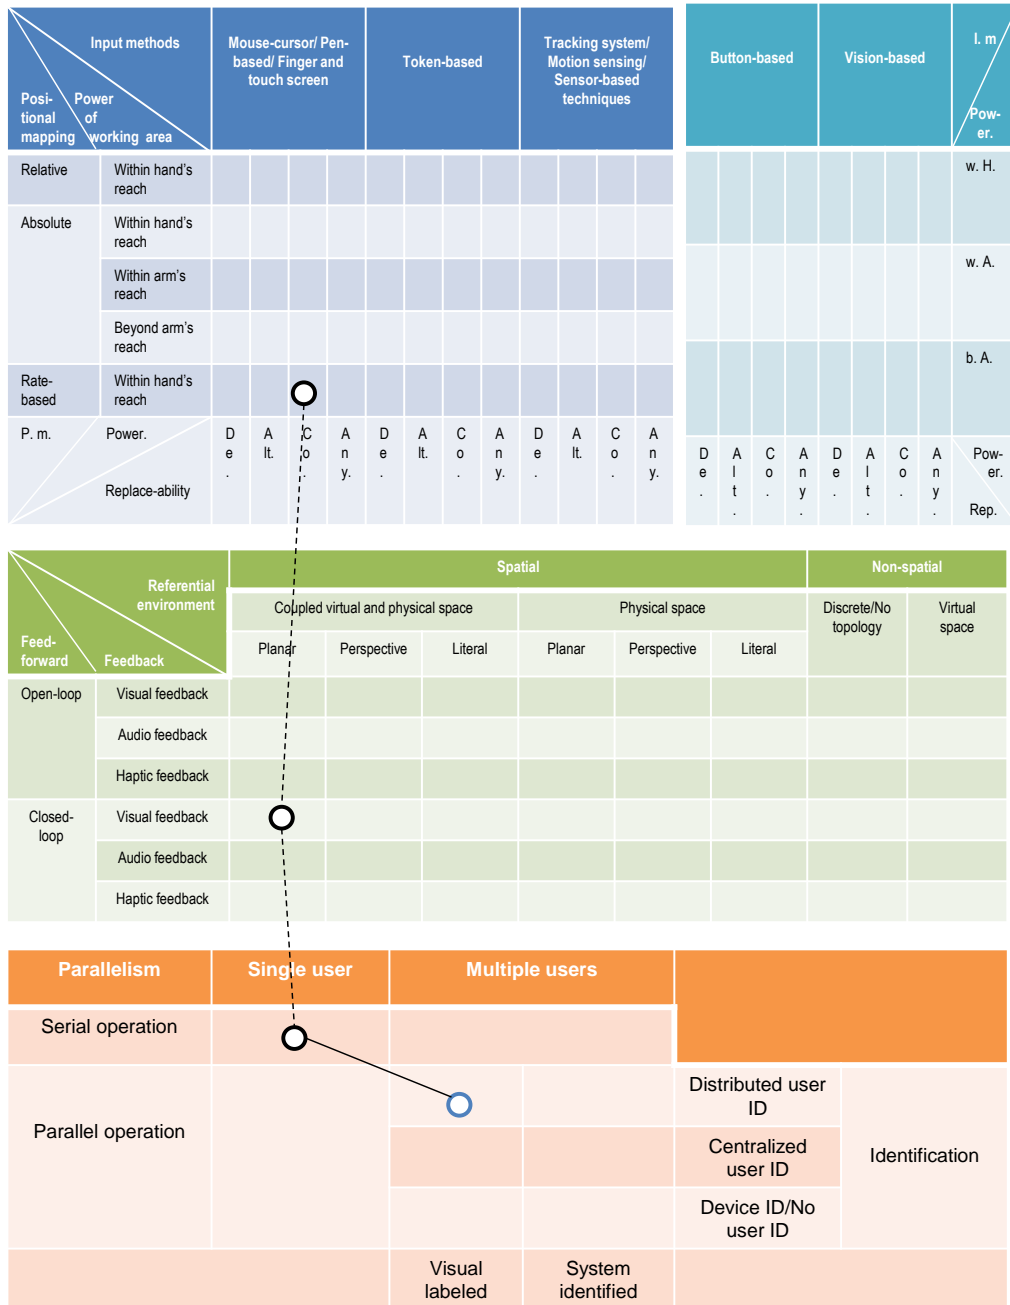 Input methods
Posi-
tional
mapping
Power
of
working area
Mouse-cursor/ Pen-
based/ Finger and
touch screen
Token-based
Tracking system/
Motion sensing/
Sensor-based
techniques
Relative
Within hand's
reach
Absolute
Within hand's
reach
Within arm's
reach
Beyond arm's
reach
Rate-
based
Within hand's
reach
P. m.
Power.
Replace-ability
D
e
.
A
lt.
C
o.
A
ny.
D
e
.
A
lt.
C
o
.
A
n
y.
D
e
.
A
lt.
C
o
.
A
n
y.
Button-based
Vision-based
I. m
Pow-
er.
w. H.
w. A.
b. A.
D
e
.
A
l
t
.
C
o
.
A
n
y
.
D
e
.
A
l
t
.
C
o
.
A
n
y
.
Pow-
er.
Rep.
Referential
environment
Feed-
forward
Feedback
Spatial
Non-spatial
Coupled virtual and physical space
Physical space
Discrete/No
topology
Virtual
space
Planar
Perspective
Literal
Planar
Perspective
Literal
Open-loop
Visual feedback
Audio feedback
Haptic feedback
Closed-
loop
Visual feedback
Audio feedback
Haptic feedback
Parallelism
Single user
Multiple users
Serial operation
Parallel operation
Distributed user
ID
Centralized
user ID
Device ID/No
user ID
Identification
Visual
labeled
System
identified